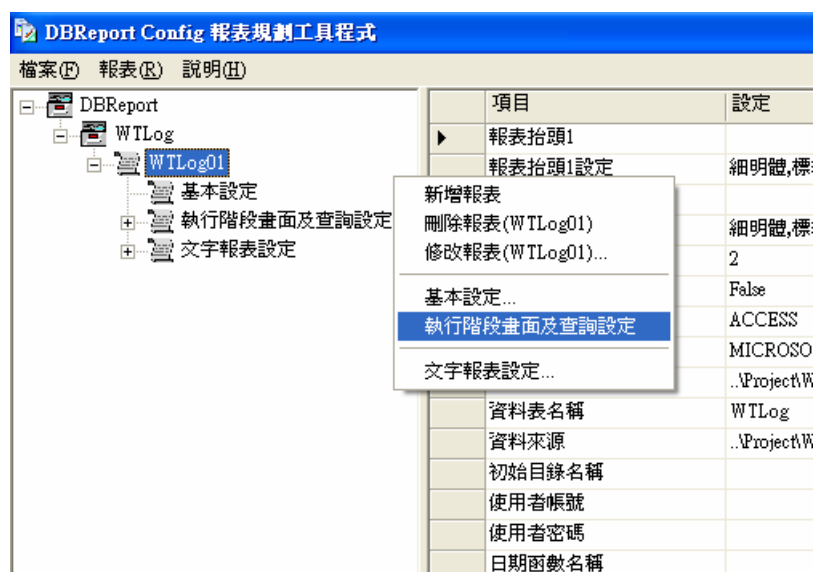 DBReport Config 報表規劃工具程式
檔案(F) 報表(R) 說明(H)
DBReport
WTLog
WTLog01
基本設定
執行階段畫面及查詢設定
文字報表設定
項目 設定
報表抬頭1
報表抬頭1設定 細明體,標
細明體,標
2
False
ACCESS
MICROSO
..\Project\W
資料表名稱 WTLog
資料來源 ..\Project\W
初始目錄名稱
使用者帳號
使用者密碼
日期函數名稱
新增報表
刪除報表(WTLog01)
修改報表(WTLog01)...
基本設定...
執行階段畫面及查詢設定
文字報表設定...